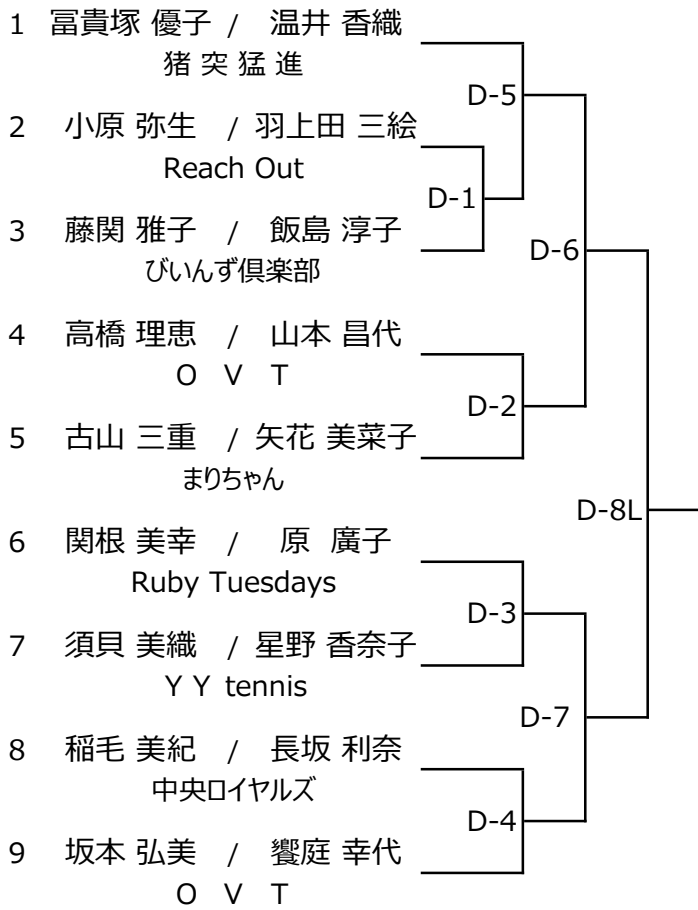 1 冨貴塚 優子 / 温井 香織
猪 突 猛 進
D-5
2 小原 弥生 / 羽上田 三絵
Reach Out
D-1
3 藤関 雅子 / 飯島 淳子
びいんず倶楽部
D-6
4 高橋 理恵 / 山本 昌代
O V T
D-2
5 古山 三重 / 矢花 美菜子
まりちゃん
D-8L
6 関根 美幸 / 原 廣子
Ruby Tuesdays
D-3
7 須貝 美織 / 星野 香奈子
Y Y tennis
D-7
8 稲毛 美紀 / 長坂 利奈
中央ロイヤルズ
D-4
9 坂本 弘美 / 饗庭 幸代
O V T